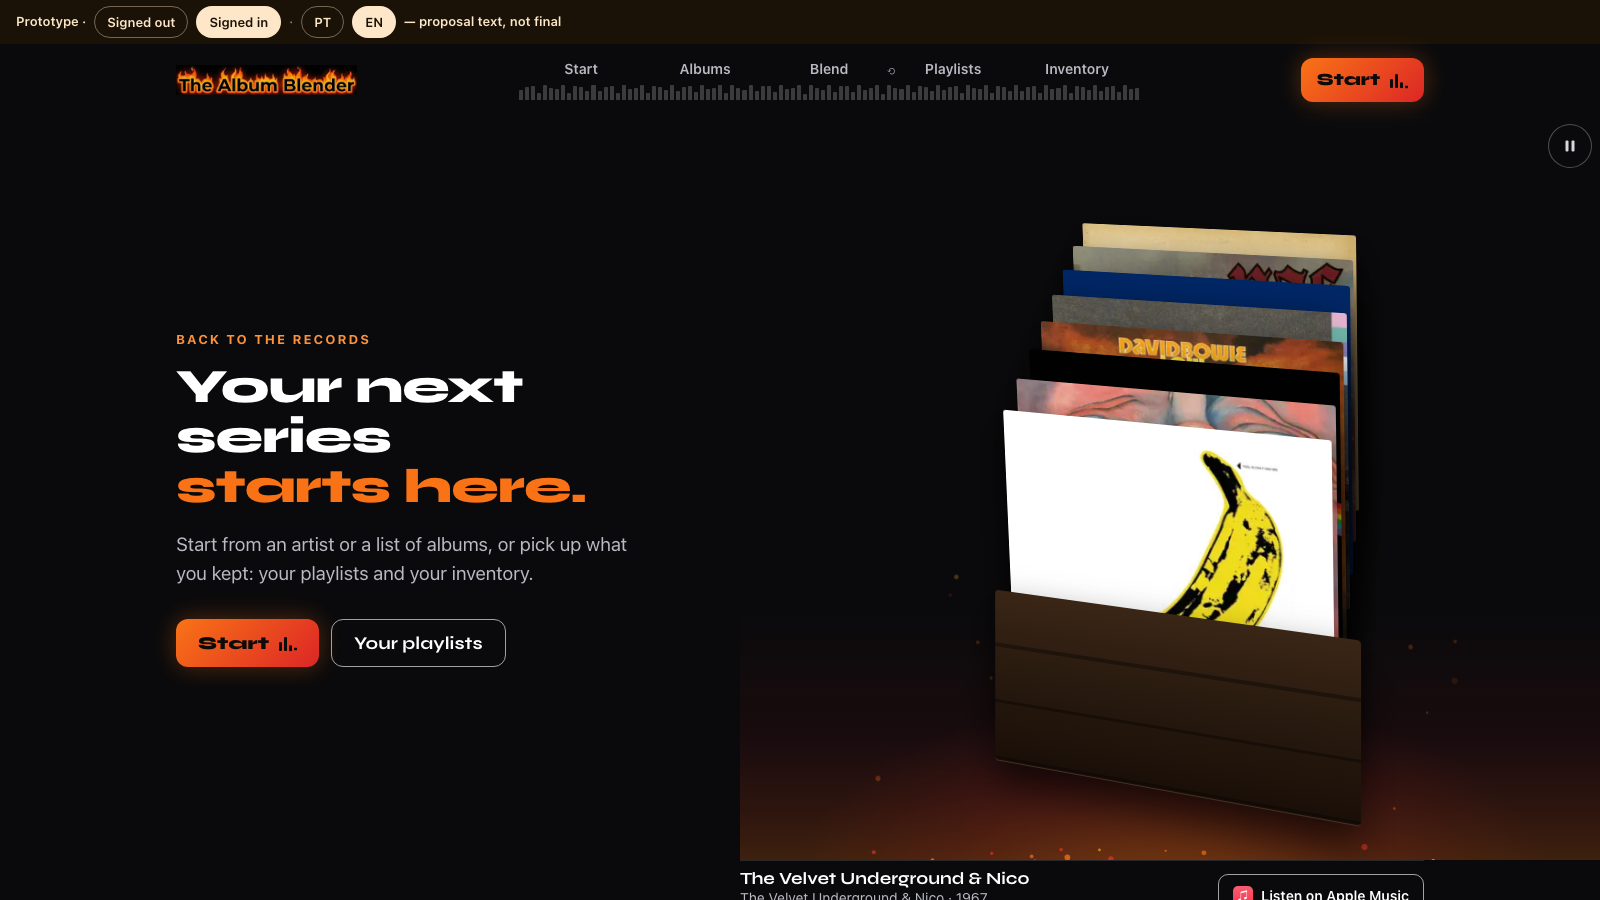 Prototype · Signed out Signed in · PT EN — proposal text, not final
The Album Blender
Start Albums Blend Playlists Inventory
Start
DAVID BOWIE
BACK TO THE RECORDS
Your next
series
starts here.
Start from an artist or a list of albums, or pick up what
you kept: your playlists and your inventory.
Start Your playlists
The Velvet Underground & Nico
The Velvet Underground & Nico · 1967
Listen on Apple Music